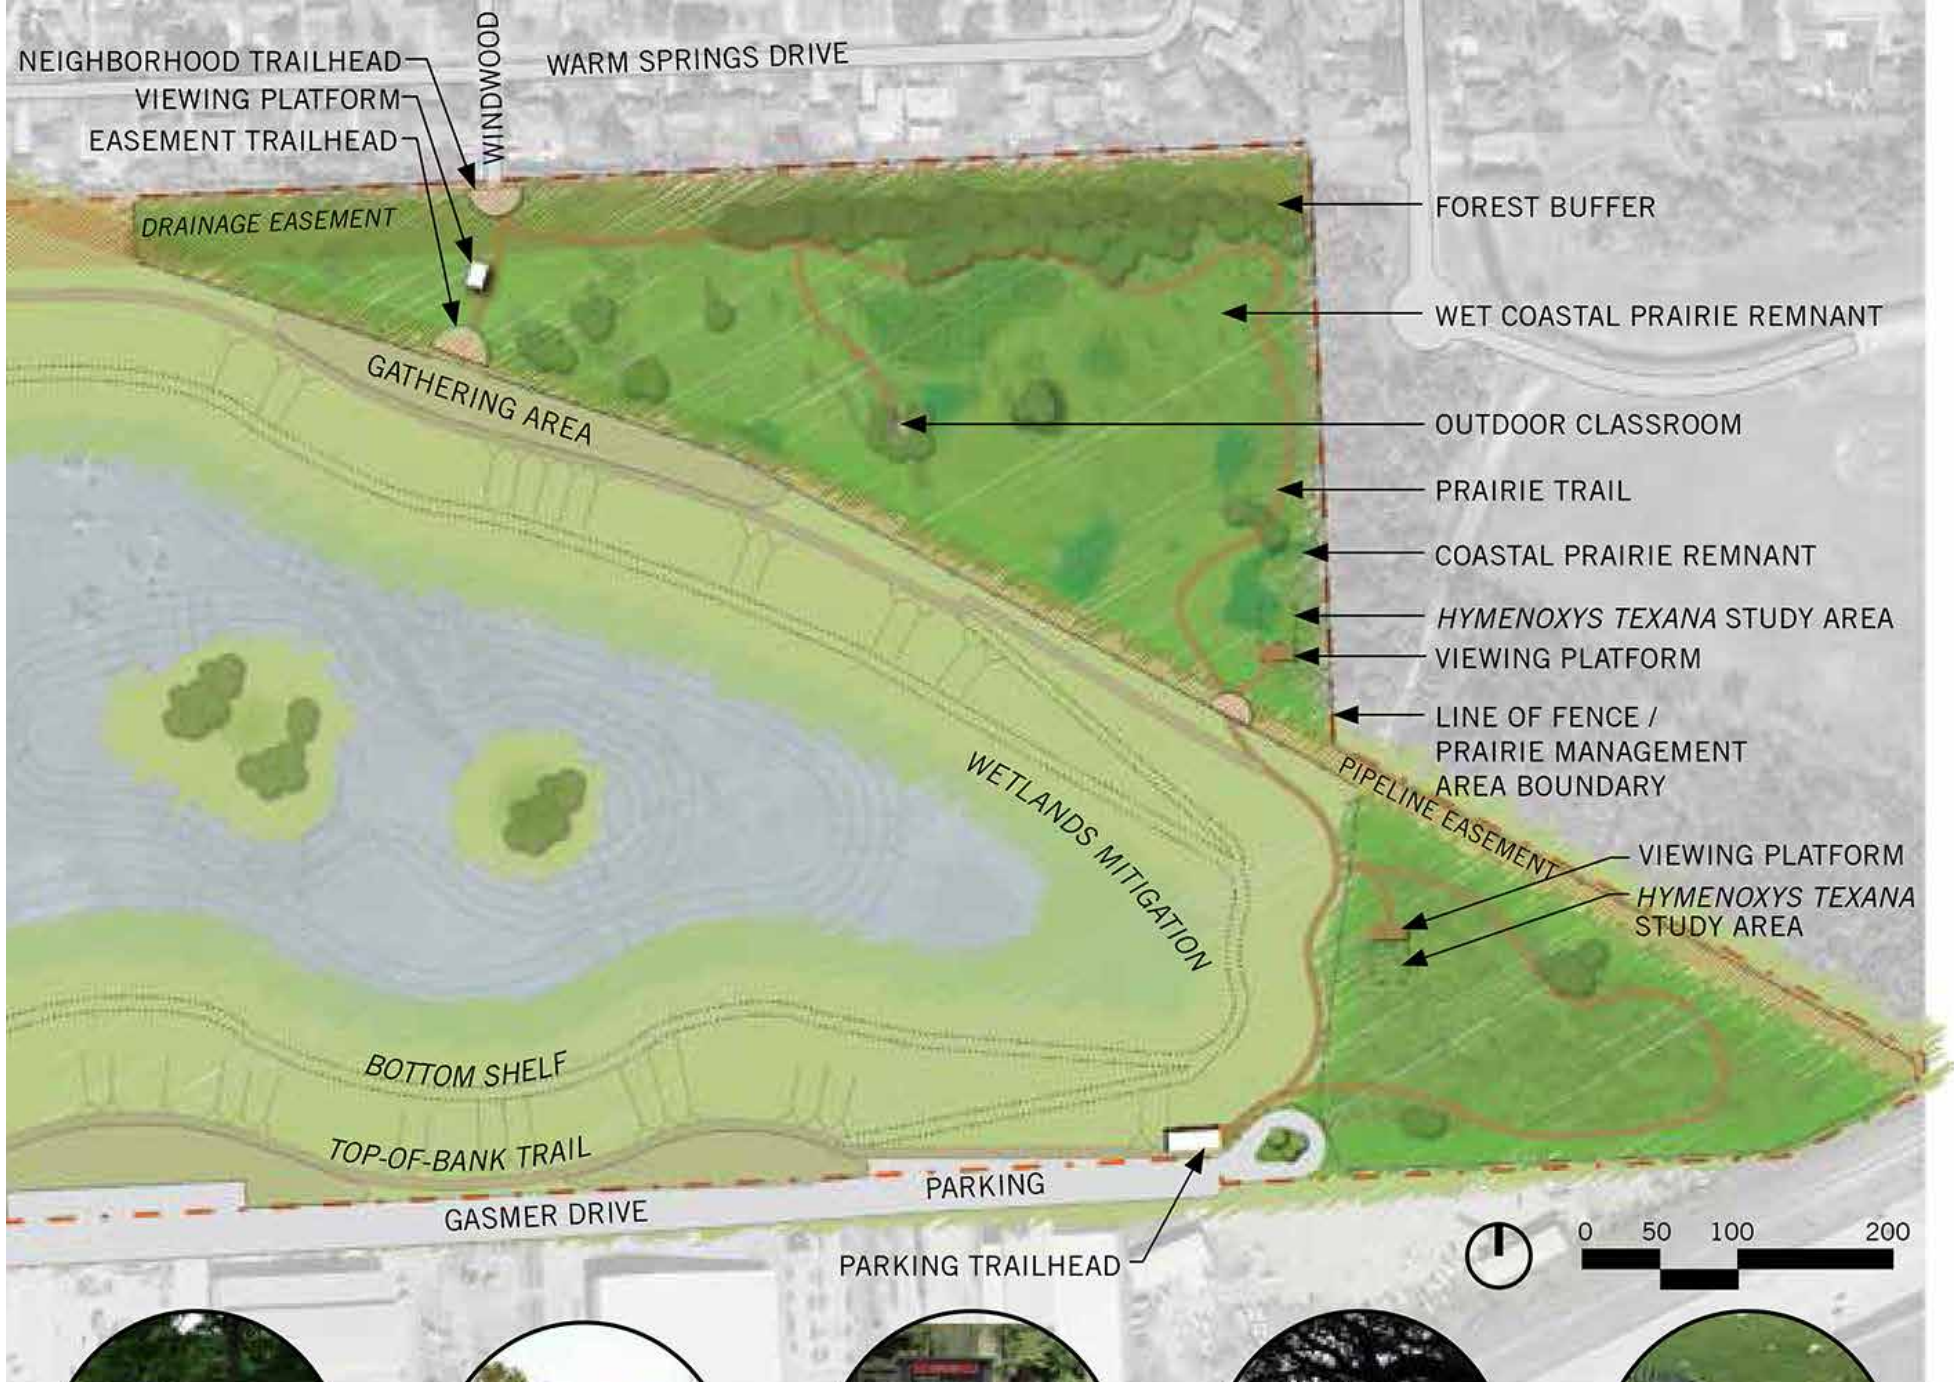 WINDWOOD
NEIGHBORHOOD TRAILHEAD
WARM SPRINGS DRIVE
VIEWING PLATFORM
EASEMENT TRAILHEAD
DRAINAGE EASEMENT
FOREST BUFFER
WET COASTAL PRAIRIE REMNANT
GATHERING AREA
OUTDOOR CLASSROOM
PRAIRIE TRAIL
COASTAL PRAIRIE REMNANT
HYMENOXYS TEXANA STUDY AREA
VIEWING PLATFORM
LINE OF FENCE /
PRAIRIE MANAGEMENT
AREA BOUNDARY
PIPELINE EASEMENT
WETLANDS MITIGATION
VIEWING PLATFORM
HYMENOXYS TEXANA
STUDY AREA
BOTTOM SHELF
TOP-OF-BANK TRAIL
PARKING
GASMER DRIVE
PARKING TRAILHEAD
0 50 100 200